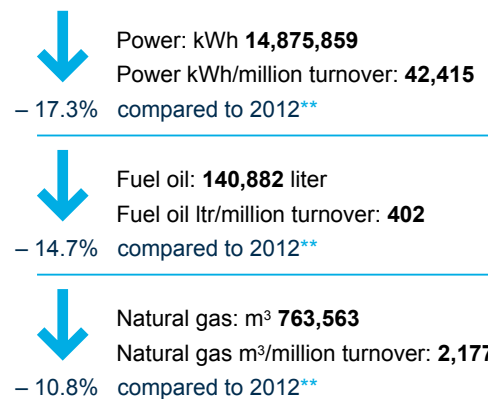 Power: kWh 14,875,859
Power kWh/million turnover: 42,415
– 17.3% compared to 2012**
Fuel oil: 140,882 liter
Fuel oil ltr/million turnover: 402
– 14.7% compared to 2012**
Natural gas: m³ 763,563
Natural gas m³/million turnover: 2,177
– 10.8% compared to 2012**